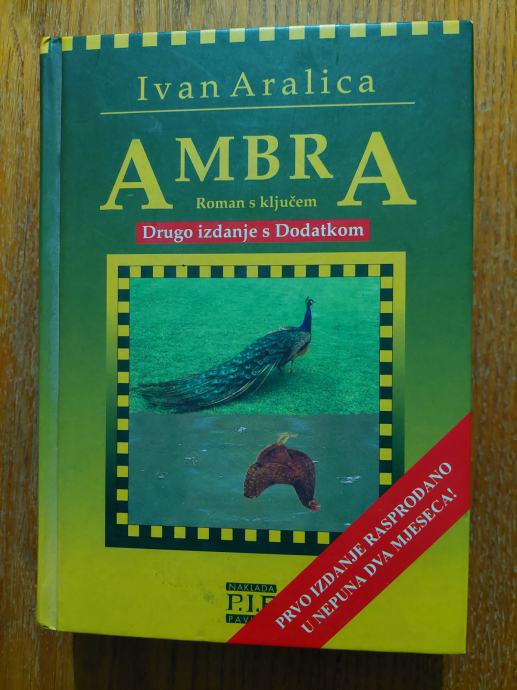 Ivan Aralica
AMBRA
Roman s ključem
Drugo izdanje s Dodatkom
NAKLADA
PRVO IZDANJE RASPRODANO
U NEPUNA DVA MJESECA!